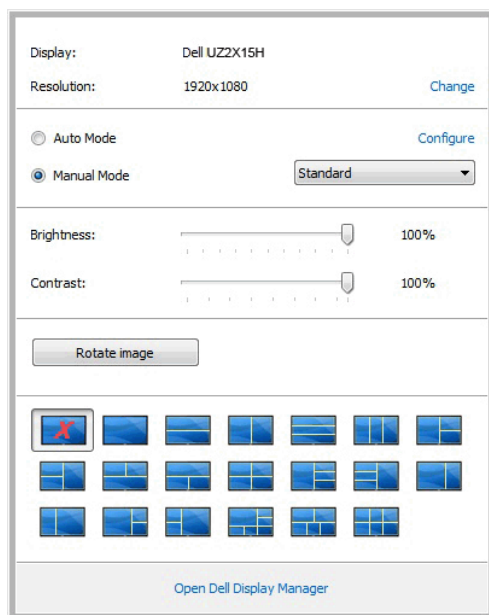 Display: Dell UZ2X15H
Resolution: 1920x1080 Change
Auto Mode Configure
Manual Mode Standard
Brightness: 100%
Contrast: 100%
Rotate image
Open Dell Display Manager